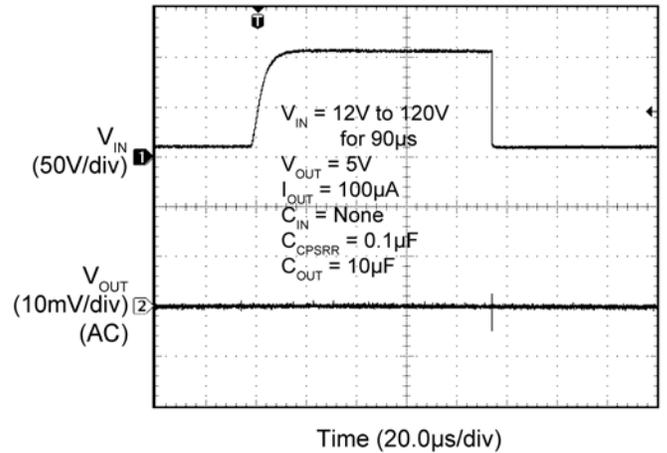 T
V_IN = 12V to 120V
for 90µs
V_OUT = 5V
I_OUT = 100µA
C_IN = None
C_CPSRR = 0.1µF
C_OUT = 10µF
V_IN
(50V/div)
1
V_OUT
(10mV/div)
2
(AC)
Time (20.0µs/div)